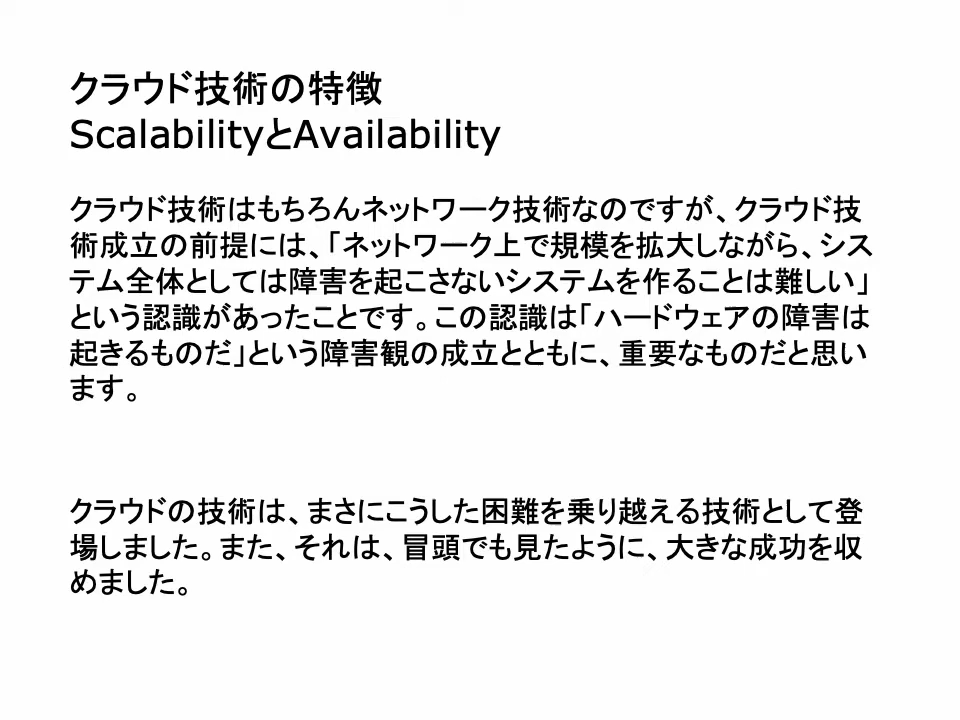 クラウド技術の特徴
ScalabilityとAvailability
クラウド技術はもちろんネットワーク技術なのですが、クラウド技
術成立の前提には、「ネットワーク上で規模を拡大しながら、シス
テム全体としては障害を起こさないシステムを作ることは難しい」
という認識があったことです。この認識は「ハードウェアの障害は
起きるものだ」という障害観の成立とともに、重要なものだと思い
ます。
クラウドの技術は、まさにこうした困難を乗り越える技術として登
場しました。また、それは、冒頭でも見たように、大きな成功を収
めました。